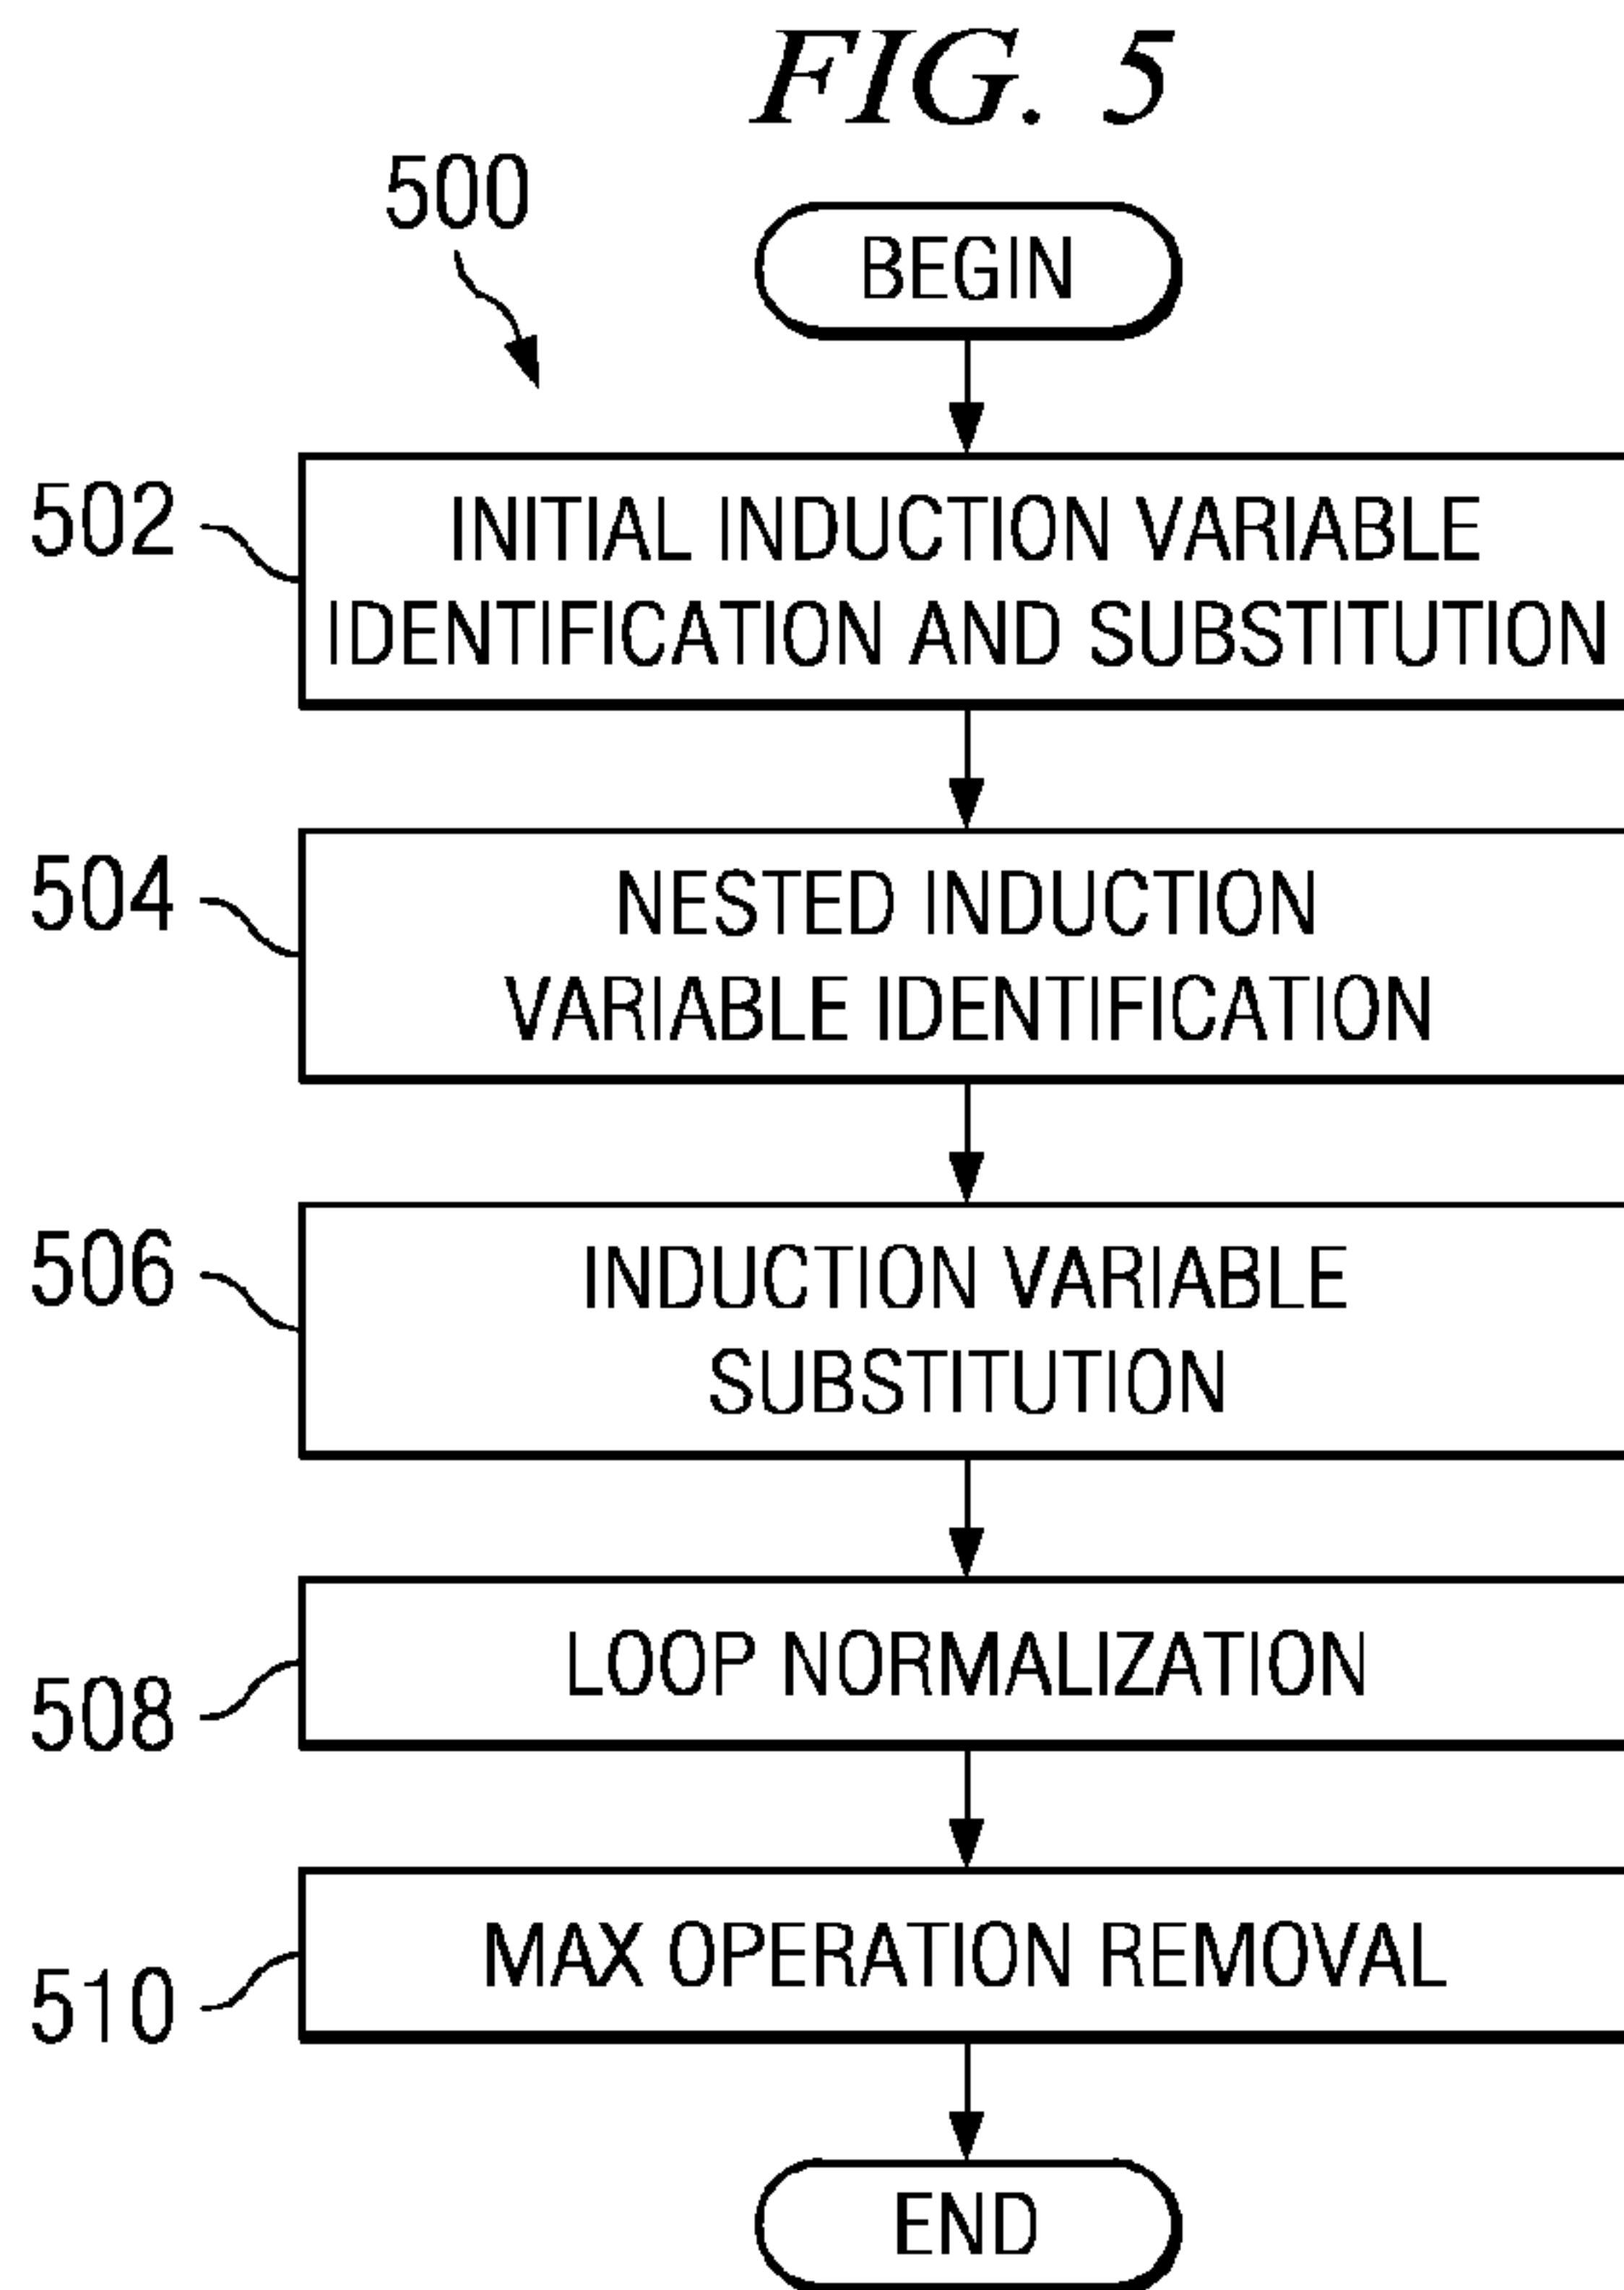 FIG. 5
500
BEGIN
502
INITIAL INDUCTION VARIABLE
IDENTIFICATION AND SUBSTITUTION
504
NESTED INDUCTION
VARIABLE IDENTIFICATION
506
INDUCTION VARIABLE
SUBSTITUTION
508
LOOP NORMALIZATION
510
MAX OPERATION REMOVAL
END